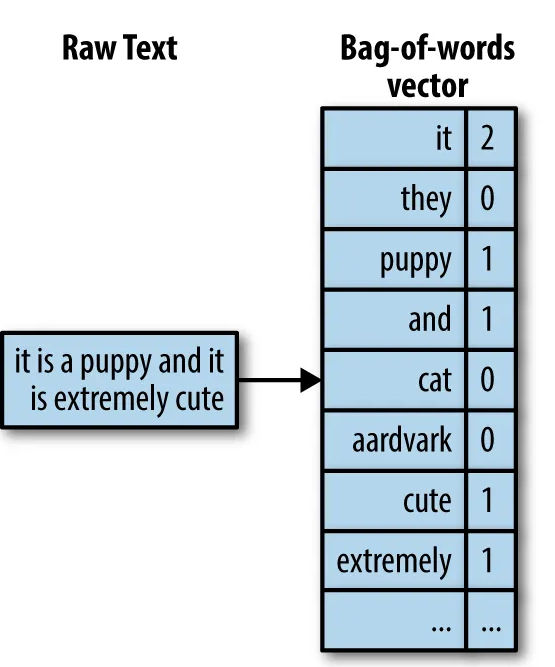 Raw Text
Bag-of-words
vector
it 2
they 0
puppy 1
and 1
it is a puppy and it
is extremely cute
cat 0
aardvark 0
cute 1
extremely 1
... ...